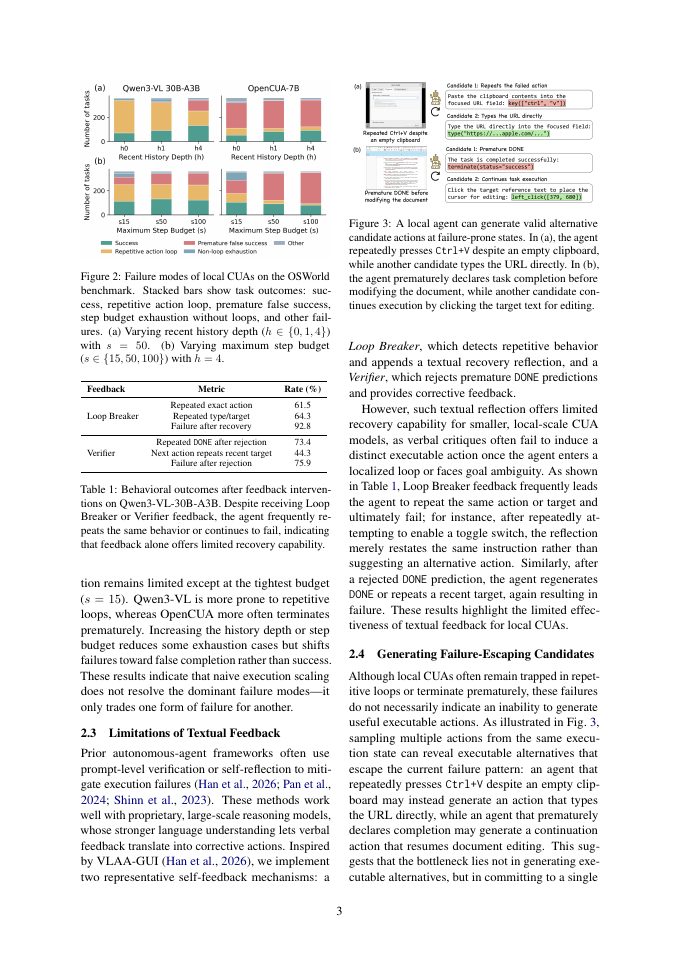 (a) Qwen3-VL 30B-A3B OpenCUA-7B
Number of tasks
200
0
h0 h1 h4 h0 h1 h4
Recent History Depth (h) Recent History Depth (h)
(b)
Number of tasks
200
0
s15 s50 s100 s15 s50 s100
Maximum Step Budget (s) Maximum Step Budget (s)
Success Premature false success Other
Repetitive action loop Non-loop exhaustion
Figure 2: Failure modes of local CUAs on the OSWorld
benchmark. Stacked bars show task outcomes: suc-
cess, repetitive action loop, premature false success,
step budget exhaustion without loops, and other fail-
ures. (a) Varying recent history depth (h ∈ {0, 1, 4})
with s = 50. (b) Varying maximum step budget
(s ∈ {15, 50, 100}) with h = 4.
Feedback Metric Rate (%)
Repeated exact action 61.5
Loop Breaker Repeated type/target 64.3
Failure after recovery 92.8
Repeated DONE after rejection 73.4
Verifier Next action repeats recent target 44.3
Failure after rejection 75.9
Table 1: Behavioral outcomes after feedback interven-
tions on Qwen3-VL-30B-A3B. Despite receiving Loop
Breaker or Verifier feedback, the agent frequently re-
peats the same behavior or continues to fail, indicating
that feedback alone offers limited recovery capability.
tion remains limited except at the tightest budget
(s = 15). Qwen3-VL is more prone to repetitive
loops, whereas OpenCUA more often terminates
prematurely. Increasing the history depth or step
budget reduces some exhaustion cases but shifts
failures toward false completion rather than success.
These results indicate that naive execution scaling
does not resolve the dominant failure modes—it
only trades one form of failure for another.
2.3 Limitations of Textual Feedback
Prior autonomous-agent frameworks often use
prompt-level verification or self-reflection to miti-
gate execution failures (Han et al., 2026; Pan et al.,
2024; Shinn et al., 2023). These methods work
well with proprietary, large-scale reasoning models,
whose stronger language understanding lets verbal
feedback translate into corrective actions. Inspired
by VLAA-GUI (Han et al., 2026), we implement
two representative self-feedback mechanisms: a
(a)
Repeated Ctrl+V despite
an empty clipboard
Candidate 1: Repeats the failed action
Paste the clipboard contents into the
focused URL field: key(["ctrl", "v"])
Candidate 2: Types the URL directly
Type the URL directly into the focused field:
type("https://...apple.com/...")
(b)
Premature DONE before
modifying the document
Candidate 1: Premature DONE
The task is completed successfully:
terminate(status="success")
Candidate 2: Continues task execution
Click the target reference text to place the
cursor for editing: left_click([379, 600])
Figure 3: A local agent can generate valid alternative
candidate actions at failure-prone states. In (a), the agent
repeatedly presses Ctrl+V despite an empty clipboard,
while another candidate types the URL directly. In (b),
the agent prematurely declares task completion before
modifying the document, while another candidate con-
tinues execution by clicking the target text for editing.
Loop Breaker, which detects repetitive behavior
and appends a textual recovery reflection, and a
Verifier, which rejects premature DONE predictions
and provides corrective feedback.
However, such textual reflection offers limited
recovery capability for smaller, local-scale CUA
models, as verbal critiques often fail to induce a
distinct executable action once the agent enters a
localized loop or faces goal ambiguity. As shown
in Table 1, Loop Breaker feedback frequently leads
the agent to repeat the same action or target and
ultimately fail; for instance, after repeatedly at-
tempting to enable a toggle switch, the reflection
merely restates the same instruction rather than
suggesting an alternative action. Similarly, after
a rejected DONE prediction, the agent regenerates
DONE or repeats a recent target, again resulting in
failure. These results highlight the limited effec-
tiveness of textual feedback for local CUAs.
2.4 Generating Failure-Escaping Candidates
Although local CUAs often remain trapped in repet-
itive loops or terminate prematurely, these failures
do not necessarily indicate an inability to generate
useful executable actions. As illustrated in Fig. 3,
sampling multiple actions from the same execu-
tion state can reveal executable alternatives that
escape the current failure pattern: an agent that
repeatedly presses Ctrl+V despite an empty clip-
board may instead generate an action that types
the URL directly, while an agent that prematurely
declares completion may generate a continuation
action that resumes document editing. This sug-
gests that the bottleneck lies not in generating exe-
cutable alternatives, but in committing to a single
3